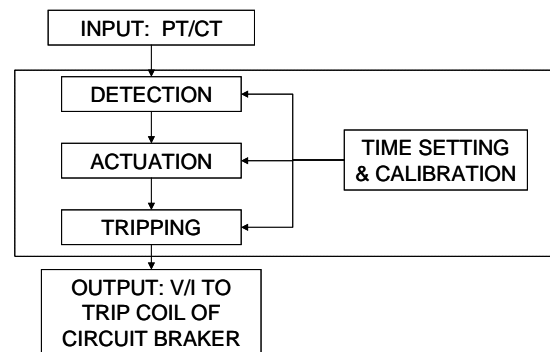 INPUT: PT/CT
DETECTION
ACTUATION
TRIPPING
TIME SETTING
& CALIBRATION
OUTPUT: V/I TO
TRIP COIL OF
CIRCUIT BRAKER